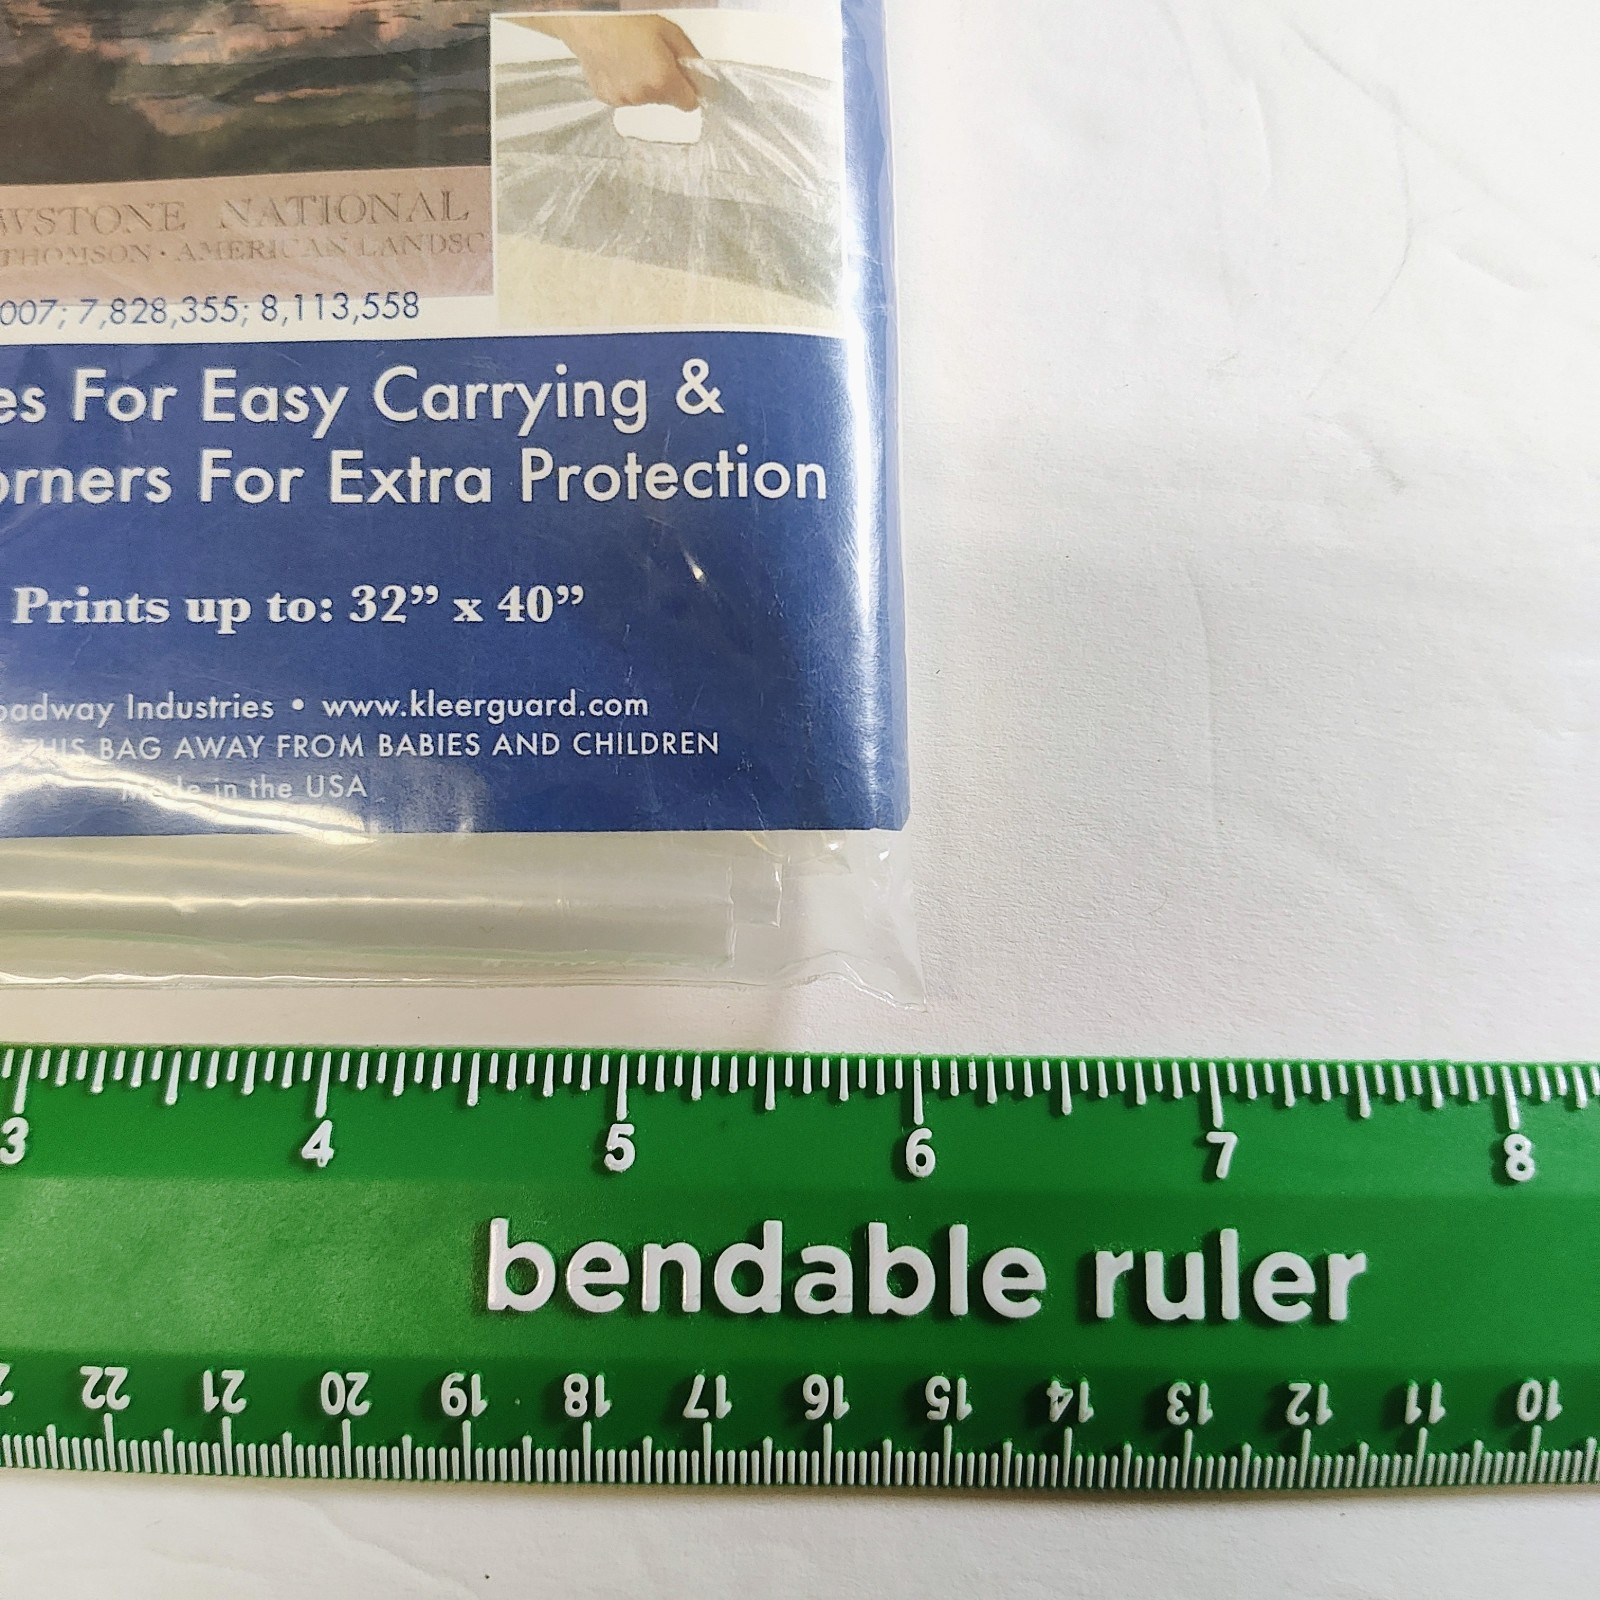 WSTONE NATIONAL
THOMSON · AMERICAN LANDSC
007; 7,828,355; 8,113,558
es For Easy Carrying &
orners For Extra Protection
Prints up to: 32” x 40”
oadway Industries • www.kleerguard.com
THIS BAG AWAY FROM BABIES AND CHILDREN
Made in the USA
3 4 5 6 7 8
bendable ruler
22 21 20 19 18 17 16 15 14 13 12 11 10